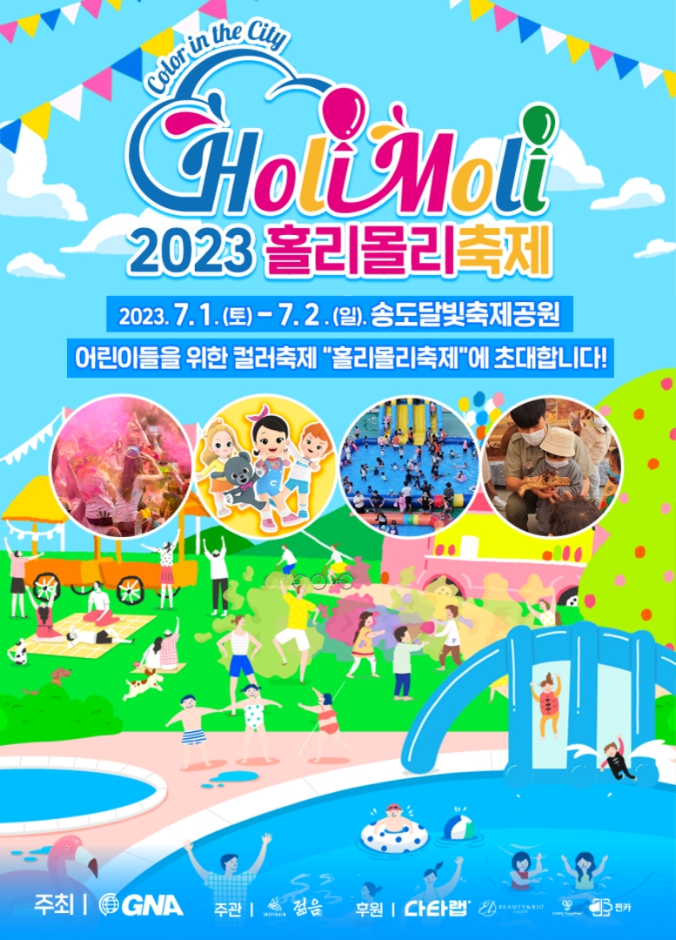 Color in the City
Holi Moli
2023 홀리몰리축제
2023. 7. 1. (토) – 7. 2. (일). 송도달빛축제공원
어린이들을 위한 컬러축제 "홀리몰리축제"에 초대합니다!
C
주최 | GNA 주관 | 젊음 후원 | 다타랩 BEAUTY&BIO 찐카